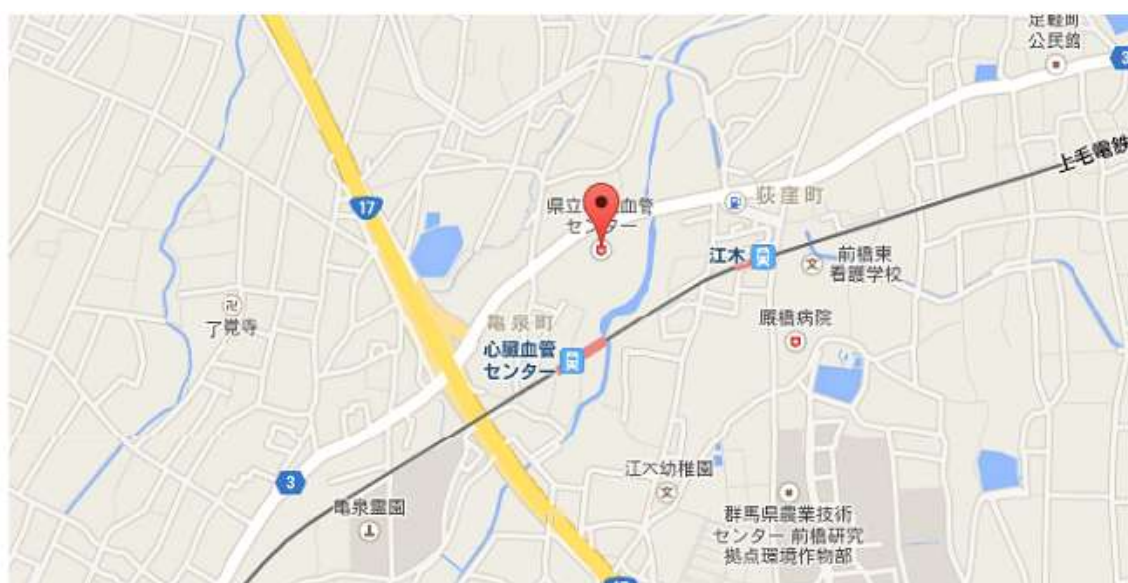 足軽町
公民館
3
上毛電鉄
17
県立
血管
センター
荻窪町
江木
前橋東
看護学校
了覚寺
亀泉町
心臓血管
センター
厩橋病院
3
江木幼稚園
亀泉霊園
群馬県農業技術
センター 前橋研究
拠点環境作物部
17